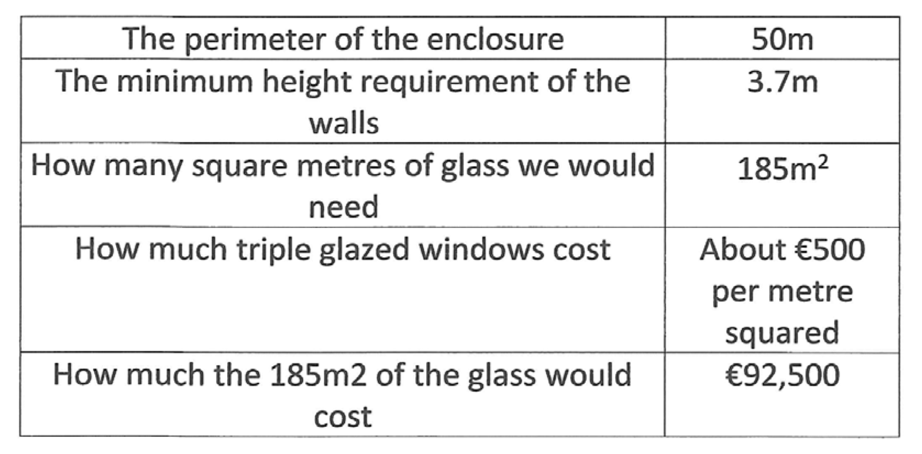 The perimeter of the enclosure 50m
The minimum height requirement of the 3.7m
walls
How many square metres of glass we would 185m²
need
How much triple glazed windows cost About €500
per metre
squared
How much the 185m2 of the glass would €92,500
cost